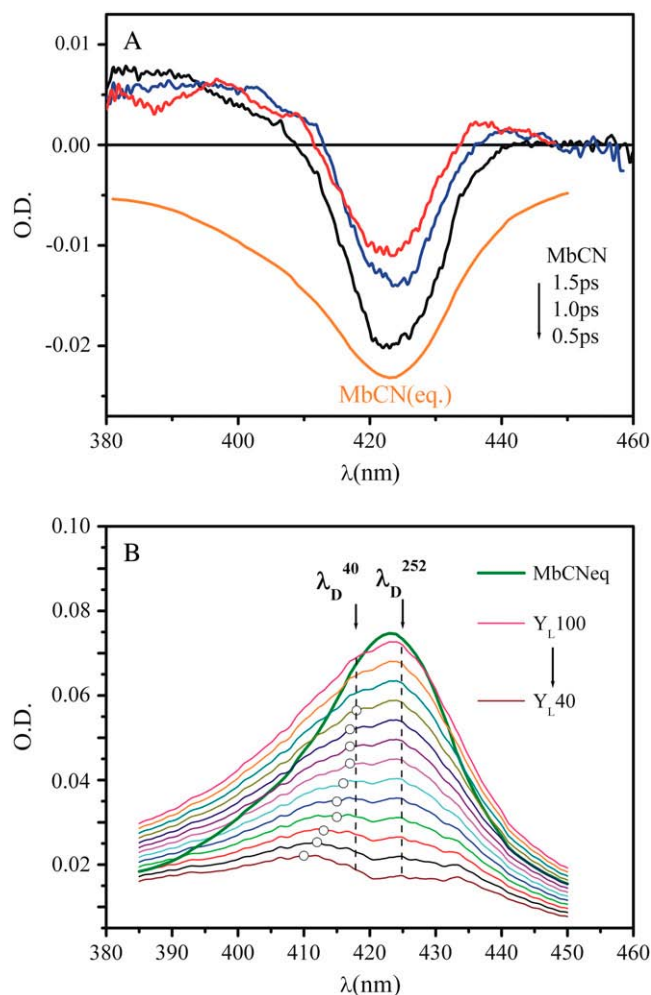 A
0.01
0.00
-0.01
-0.02
O.D.
MbCN
1.5ps
1.0ps
0.5ps
MbCN(eq.)
380 400 420 440 460
λ(nm)
B
0.10
0.08
0.06
0.04
0.02
O.D.
λD40 λD252
MbCNeq
YL100
YL40
380 390 400 410 420 430 440 450 460
λ(nm)